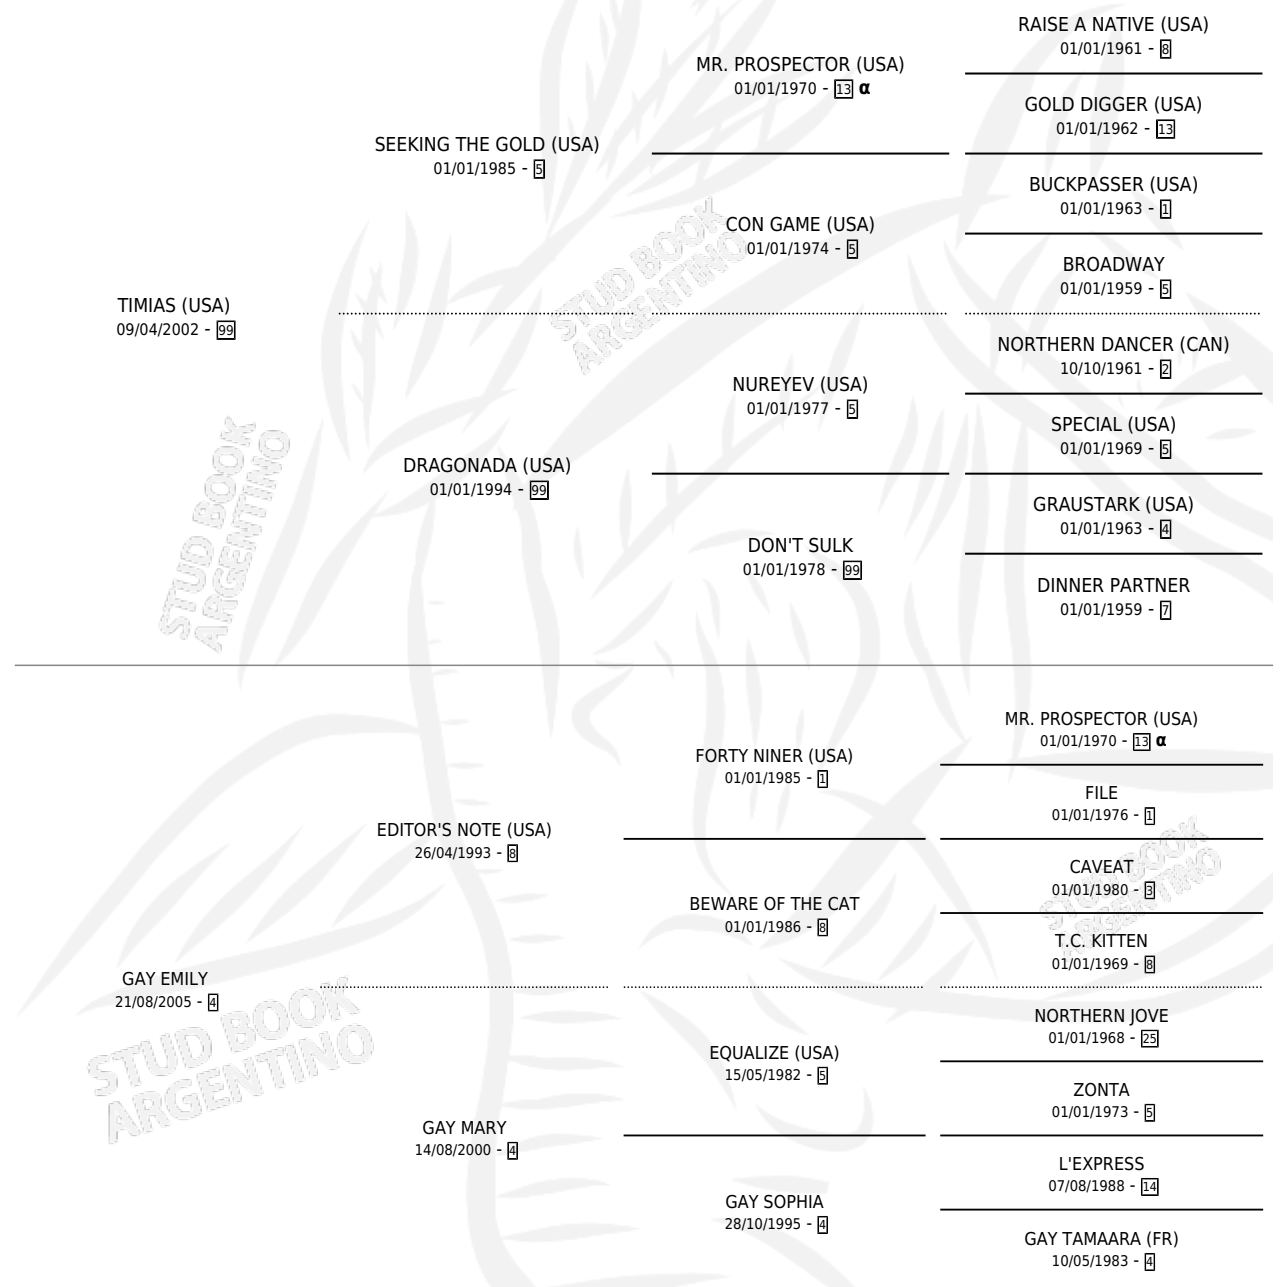 RAISE A NATIVE (USA)
01/01/1961 - 8
MR. PROSPECTOR (USA)
01/01/1970 - 13 α
GOLD DIGGER (USA)
01/01/1962 - 13
SEEKING THE GOLD (USA)
01/01/1985 - 5
BUCKPASSER (USA)
01/01/1963 - 1
CON GAME (USA)
01/01/1974 - 5
BROADWAY
01/01/1959 - 5
TIMIAS (USA)
09/04/2002 - 99
NORTHERN DANCER (CAN)
10/10/1961 - 2
NUREYEV (USA)
01/01/1977 - 5
SPECIAL (USA)
01/01/1969 - 5
DRAGONADA (USA)
01/01/1994 - 99
GRAUSTARK (USA)
01/01/1963 - 4
DON'T SULK
01/01/1978 - 99
DINNER PARTNER
01/01/1959 - 7
MR. PROSPECTOR (USA)
01/01/1970 - 13 α
FORTY NINER (USA)
01/01/1985 - 1
FILE
01/01/1976 - 1
EDITOR'S NOTE (USA)
26/04/1993 - 8
CAVEAT
01/01/1980 - 3
BEWARE OF THE CAT
01/01/1986 - 8
T.C. KITTEN
01/01/1969 - 8
GAY EMILY
21/08/2005 - 4
NORTHERN JOVE
01/01/1968 - 25
EQUALIZE (USA)
15/05/1982 - 5
ZONTA
01/01/1973 - 5
GAY MARY
14/08/2000 - 4
L'EXPRESS
07/08/1988 - 14
GAY SOPHIA
28/10/1995 - 4
GAY TAMAARA (FR)
10/05/1983 - 4
STUD BOOK
ARGENTINO
STUD BOOK
ARGENTINO
STUD BOOK
ARGENTINO
STUD BOOK
ARGENTINO